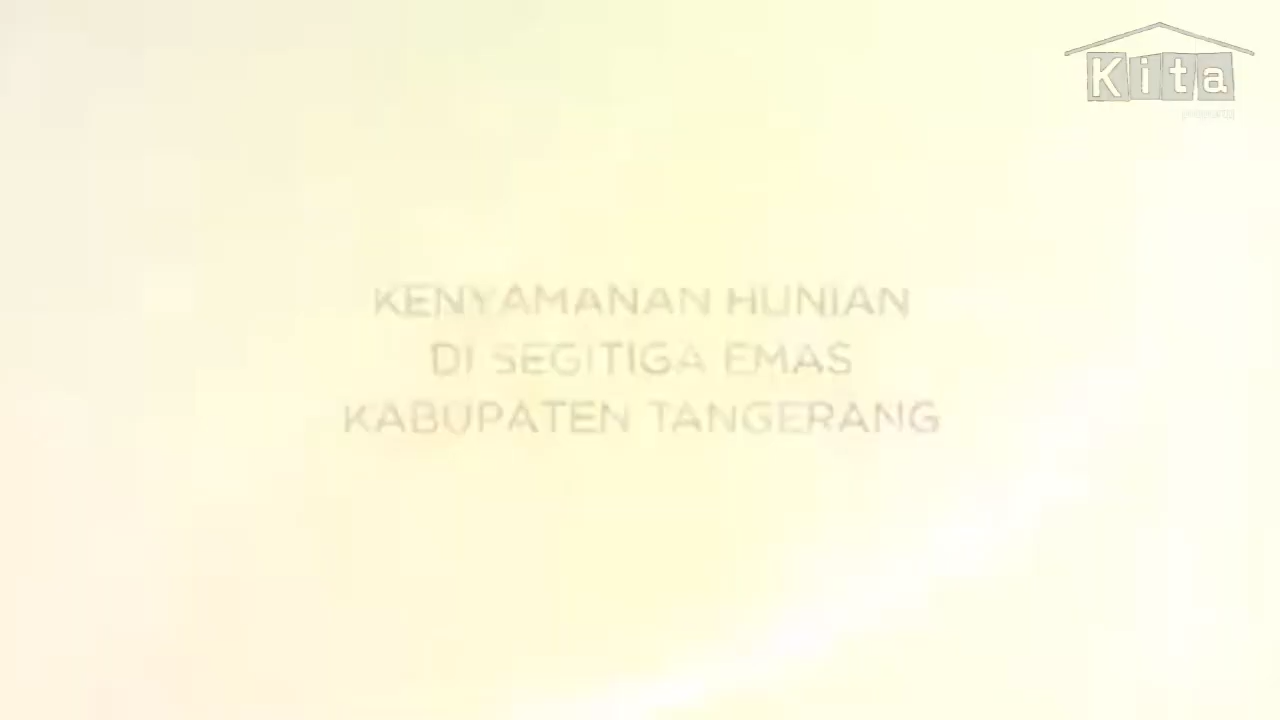 Kita
KENYAMANAN HUNIAN
DI SEGITIGA EMAS
KABUPATEN TANGERANG